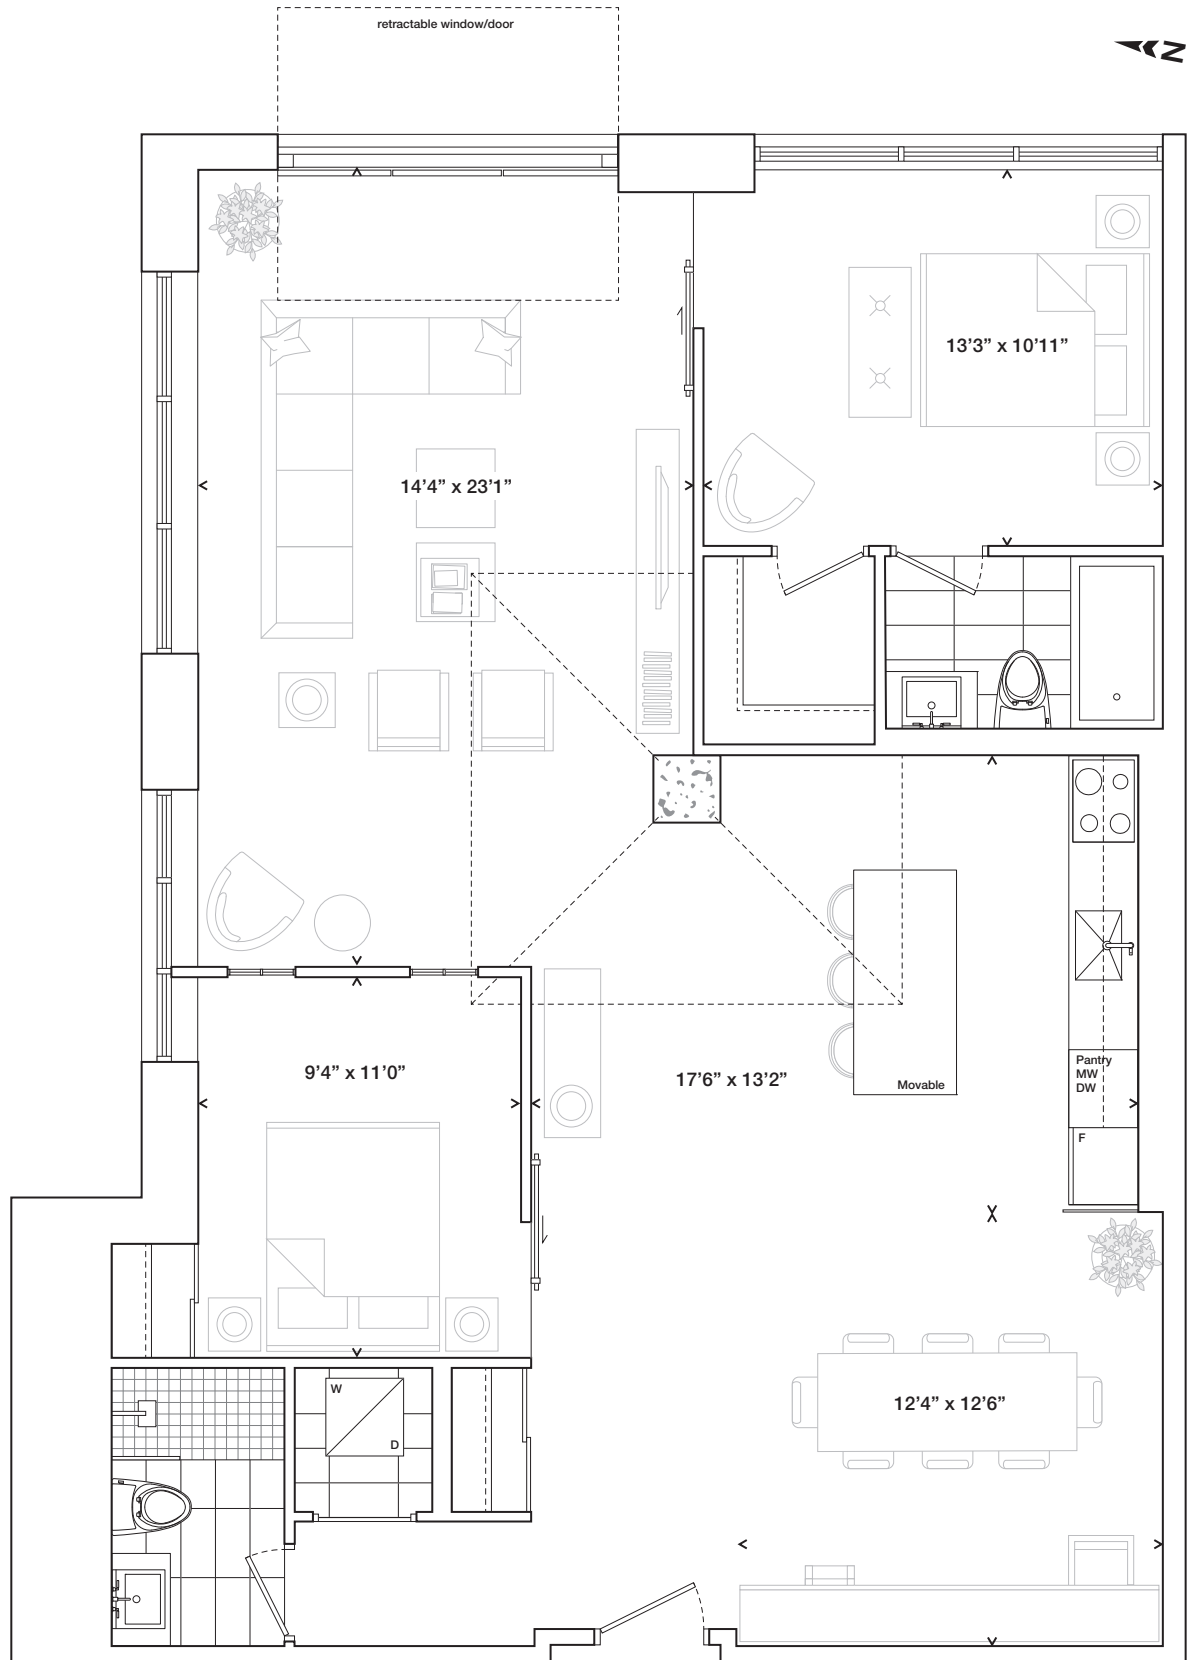 retractable window/door
N
13’3” x 10’11”
14’4” x 23’1”
9’4” x 11’0”
17’6” x 13’2”
Movable
Pantry
MW
DW
F
W
D
12’4” x 12’6”